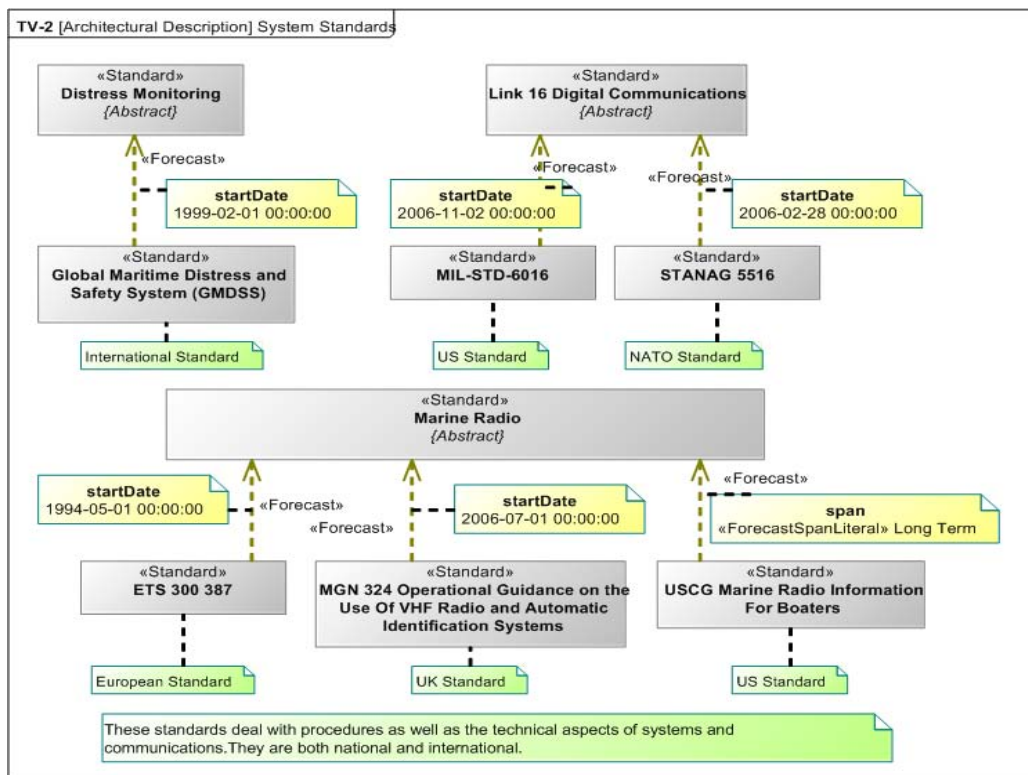 TV-2 [Architectural Description] System Standards
«Standard»
Distress Monitoring
{Abstract}
«Standard»
Link 16 Digital Communications
{Abstract}
«Forecast»
«Forecast»
«Forecast»
startDate
1999-02-01 00:00:00
startDate
2006-11-02 00:00:00
startDate
2006-02-28 00:00:00
«Standard»
Global Maritime Distress and
Safety System (GMDSS)
«Standard»
MIL-STD-6016
«Standard»
STANAG 5516
International Standard
US Standard
NATO Standard
«Standard»
Marine Radio
{Abstract}
startDate
1994-05-01 00:00:00
«Forecast»
«Forecast»
startDate
2006-07-01 00:00:00
«Forecast»
span
«ForecastSpanLiteral» Long Term
«Standard»
ETS 300 387
«Standard»
MGN 324 Operational Guidance on the
Use Of VHF Radio and Automatic
Identification Systems
«Standard»
USCG Marine Radio Information
For Boaters
European Standard
UK Standard
US Standard
These standards deal with procedures as well as the technical aspects of systems and
communications.They are both national and international.